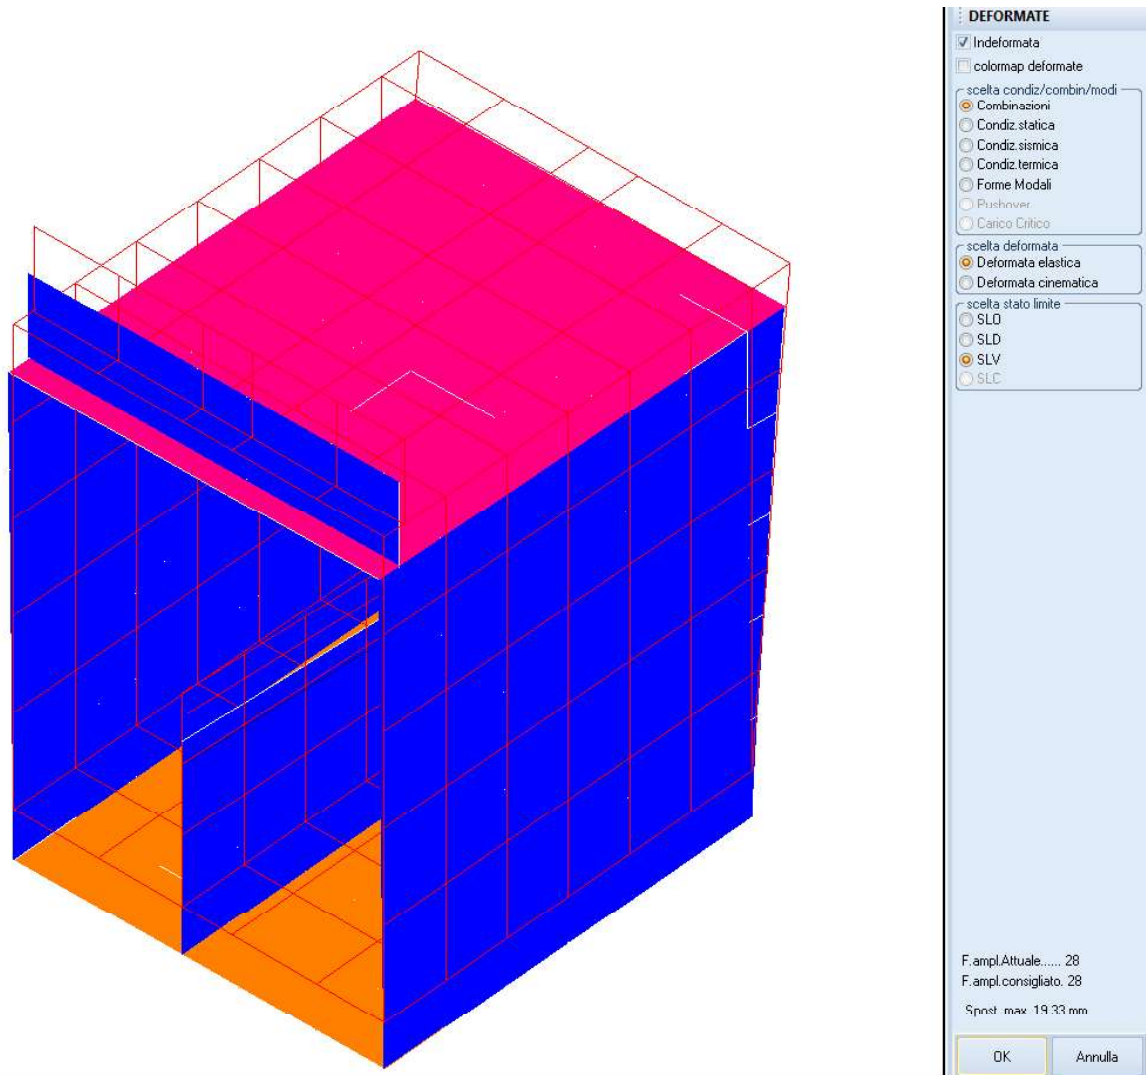 DEFORMATE
Indeformata
colormap deformate
scelta condiz/combin/modi
Combinazioni
Condiz.statica
Condiz.sismica
Condiz.termica
Forme Modali
Pushover
Carico Critico
scelta deformata
Deformata elastica
Deformata cinematica
scelta stato limite
SLO
SLD
SLV
SLC
F.ampl.Attuale...... 28
F.ampl.consigliato. 28
Spost. max. 19.33 mm
OK
Annulla